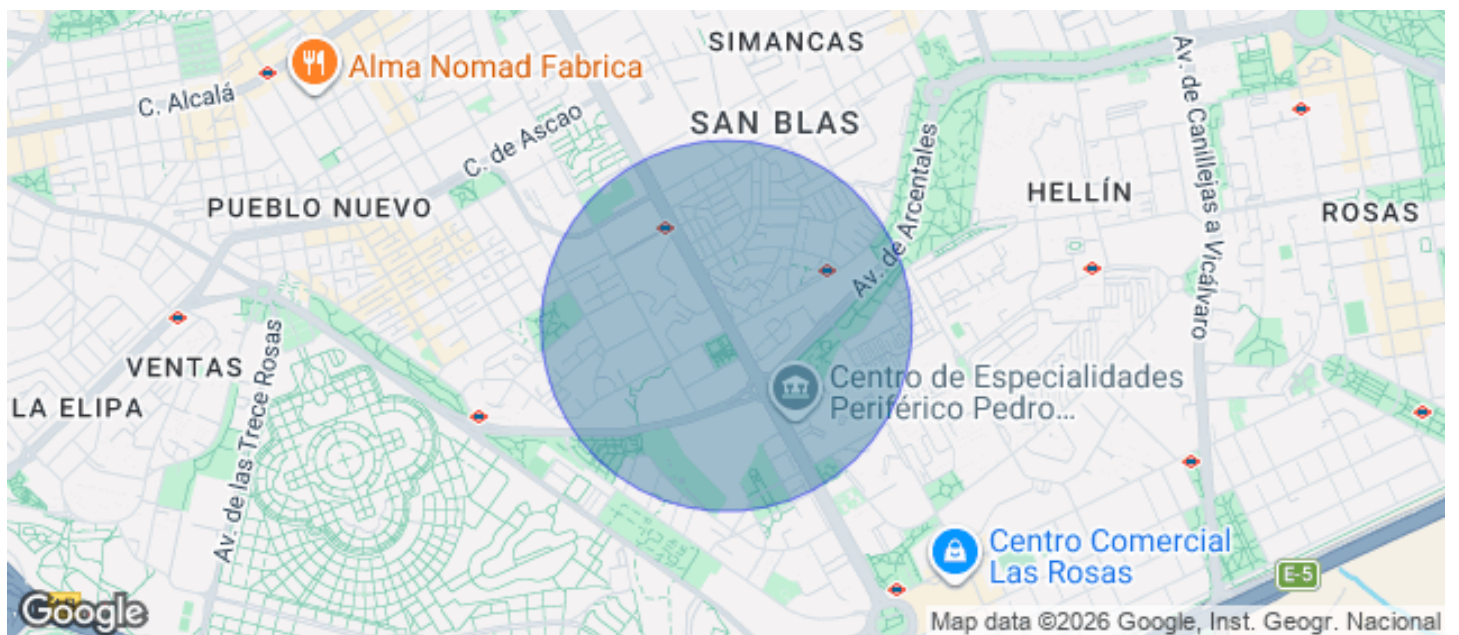 SIMANCAS
Alma Nomad Fabrica
C. Alcalá
SAN BLAS
C. de Ascao
Av. de Canillejas a Vicálvaro
Av. de Arcentales
HELLÍN
PUEBLO NUEVO
ROSAS
VENTAS
LA ELIPA
Av. de las Trece Rosas
Centro de Especialidades
Periférico Pedro...
Centro Comercial
Las Rosas
E-5
Google
Map data ©2026 Google, Inst. Geogr. Nacional